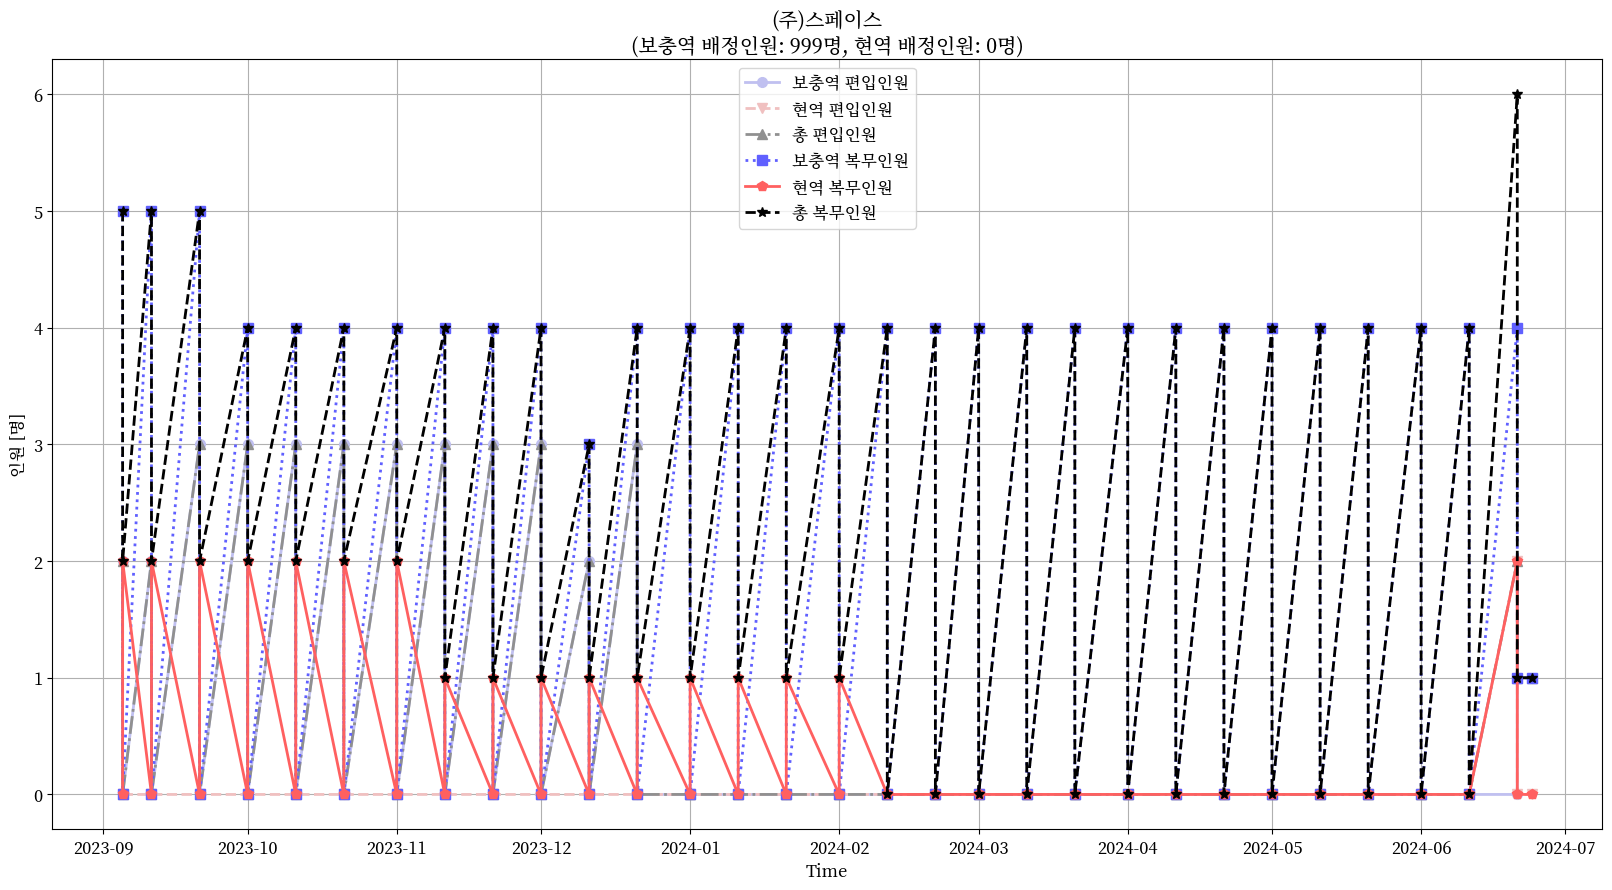 (주)스페이스
(보충역 배정인원: 999명, 현역 배정인원: 0명)
보충역 편입인원
현역 편입인원
총 편입인원
보충역 복무인원
현역 복무인원
총 복무인원
인원 [명]
6
5
4
3
2
1
0
2023-09
2023-10
2023-11
2023-12
2024-01
2024-02
2024-03
2024-04
2024-05
2024-06
2024-07
Time